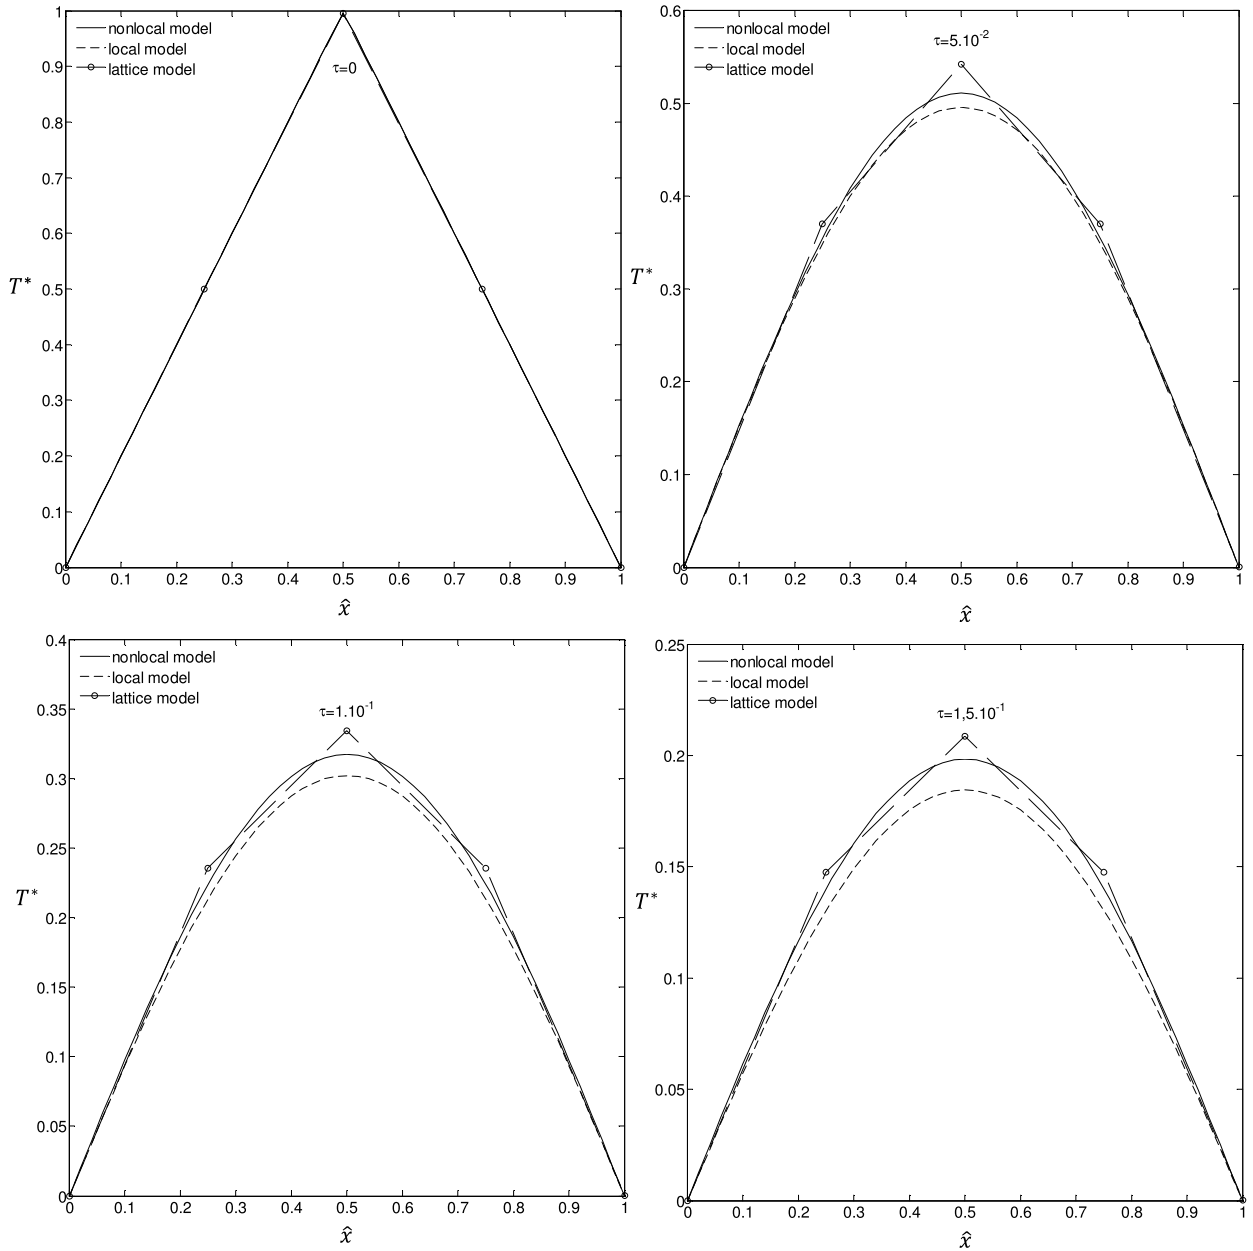 nonlocal model
local model
lattice model
τ=0
1
0.9
0.8
0.7
0.6
0.5
0.4
0.3
0.2
0.1
0
T*
0 0.1 0.2 0.3 0.4 0.5 0.6 0.7 0.8 0.9 1
x̂
nonlocal model
local model
lattice model
τ=5.10⁻²
0.6
0.5
0.4
0.3
0.2
0.1
0
T*
0 0.1 0.2 0.3 0.4 0.5 0.6 0.7 0.8 0.9 1
x̂
nonlocal model
local model
lattice model
τ=1.10⁻¹
0.4
0.35
0.3
0.25
0.2
0.15
0.1
0.05
0
T*
0 0.1 0.2 0.3 0.4 0.5 0.6 0.7 0.8 0.9 1
x̂
nonlocal model
local model
lattice model
τ=1,5.10⁻¹
0.25
0.2
0.15
0.1
0.05
0
T*
0 0.1 0.2 0.3 0.4 0.5 0.6 0.7 0.8 0.9 1
x̂